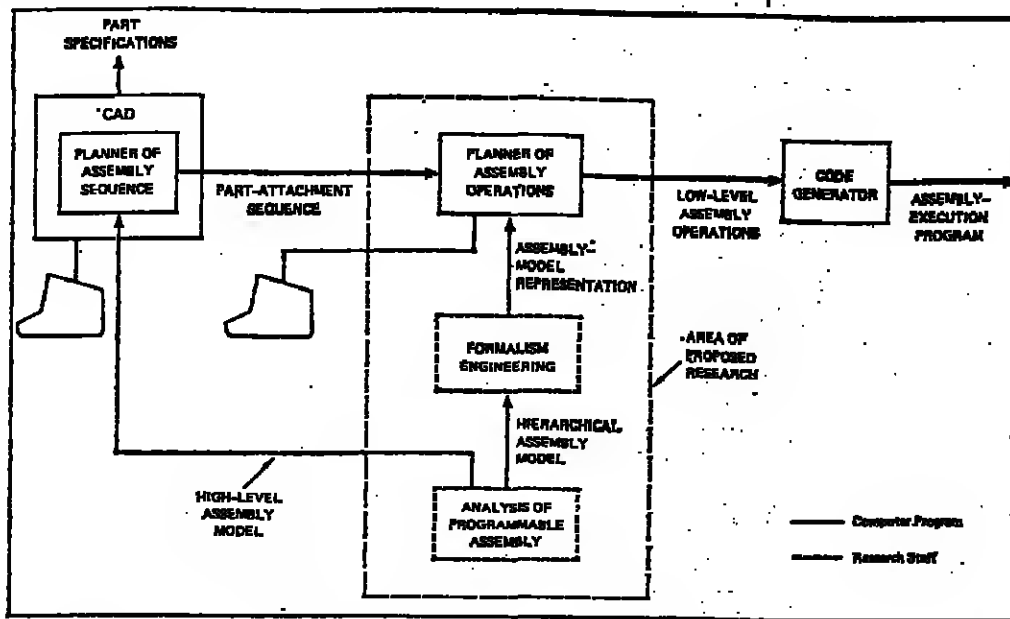 PART
SPECIFICATIONS
CAD
PLANNER OF
ASSEMBLY
SEQUENCE
PART-ATTACHMENT
SEQUENCE
PLANNER OF
ASSEMBLY
OPERATIONS
LOW-LEVEL
ASSEMBLY
OPERATIONS
CODE
GENERATOR
ASSEMBLY-
EXECUTION
PROGRAM
ASSEMBLY-
MODEL
REPRESENTATION
FORMALISM
ENGINEERING
AREA OF
PROPOSED
RESEARCH
HIERARCHICAL
ASSEMBLY
MODEL
HIGH-LEVEL
ASSEMBLY
MODEL
ANALYSIS OF
PROGRAMMABLE
ASSEMBLY
Computer Program
Research Staff